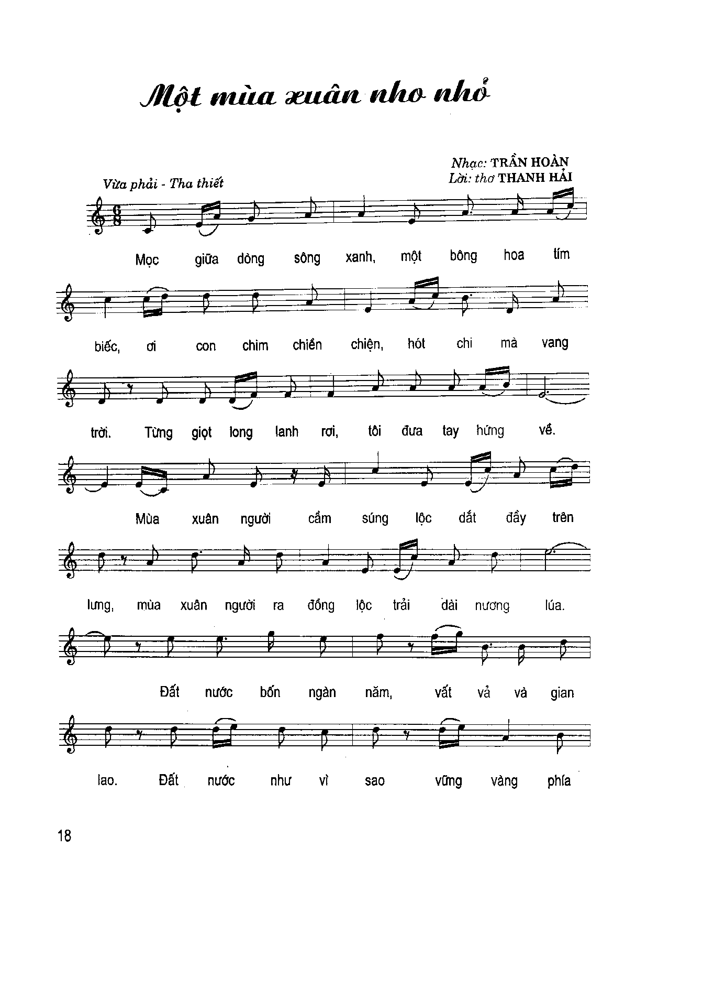 Một mùa xuân nho nhỏ
Nhạc: TRẦN HOÀN
Lời: thơ THANH HẢI
Vừa phải - Tha thiết
6
8
Mọc giữa dòng sông xanh, một bông hoa tím
biếc, ơi con chim chiền chiện, hót chi mà vang
trời. Từng giọt long lanh rơi, tôi đưa tay hứng về.
Mùa xuân người cầm súng lộc dắt đầy trên
lưng, mùa xuân người ra đồng lộc trải dài nương lúa.
Đất nước bốn ngàn năm, vất vả và gian
lao. Đất nước như vì sao vững vàng phía
18